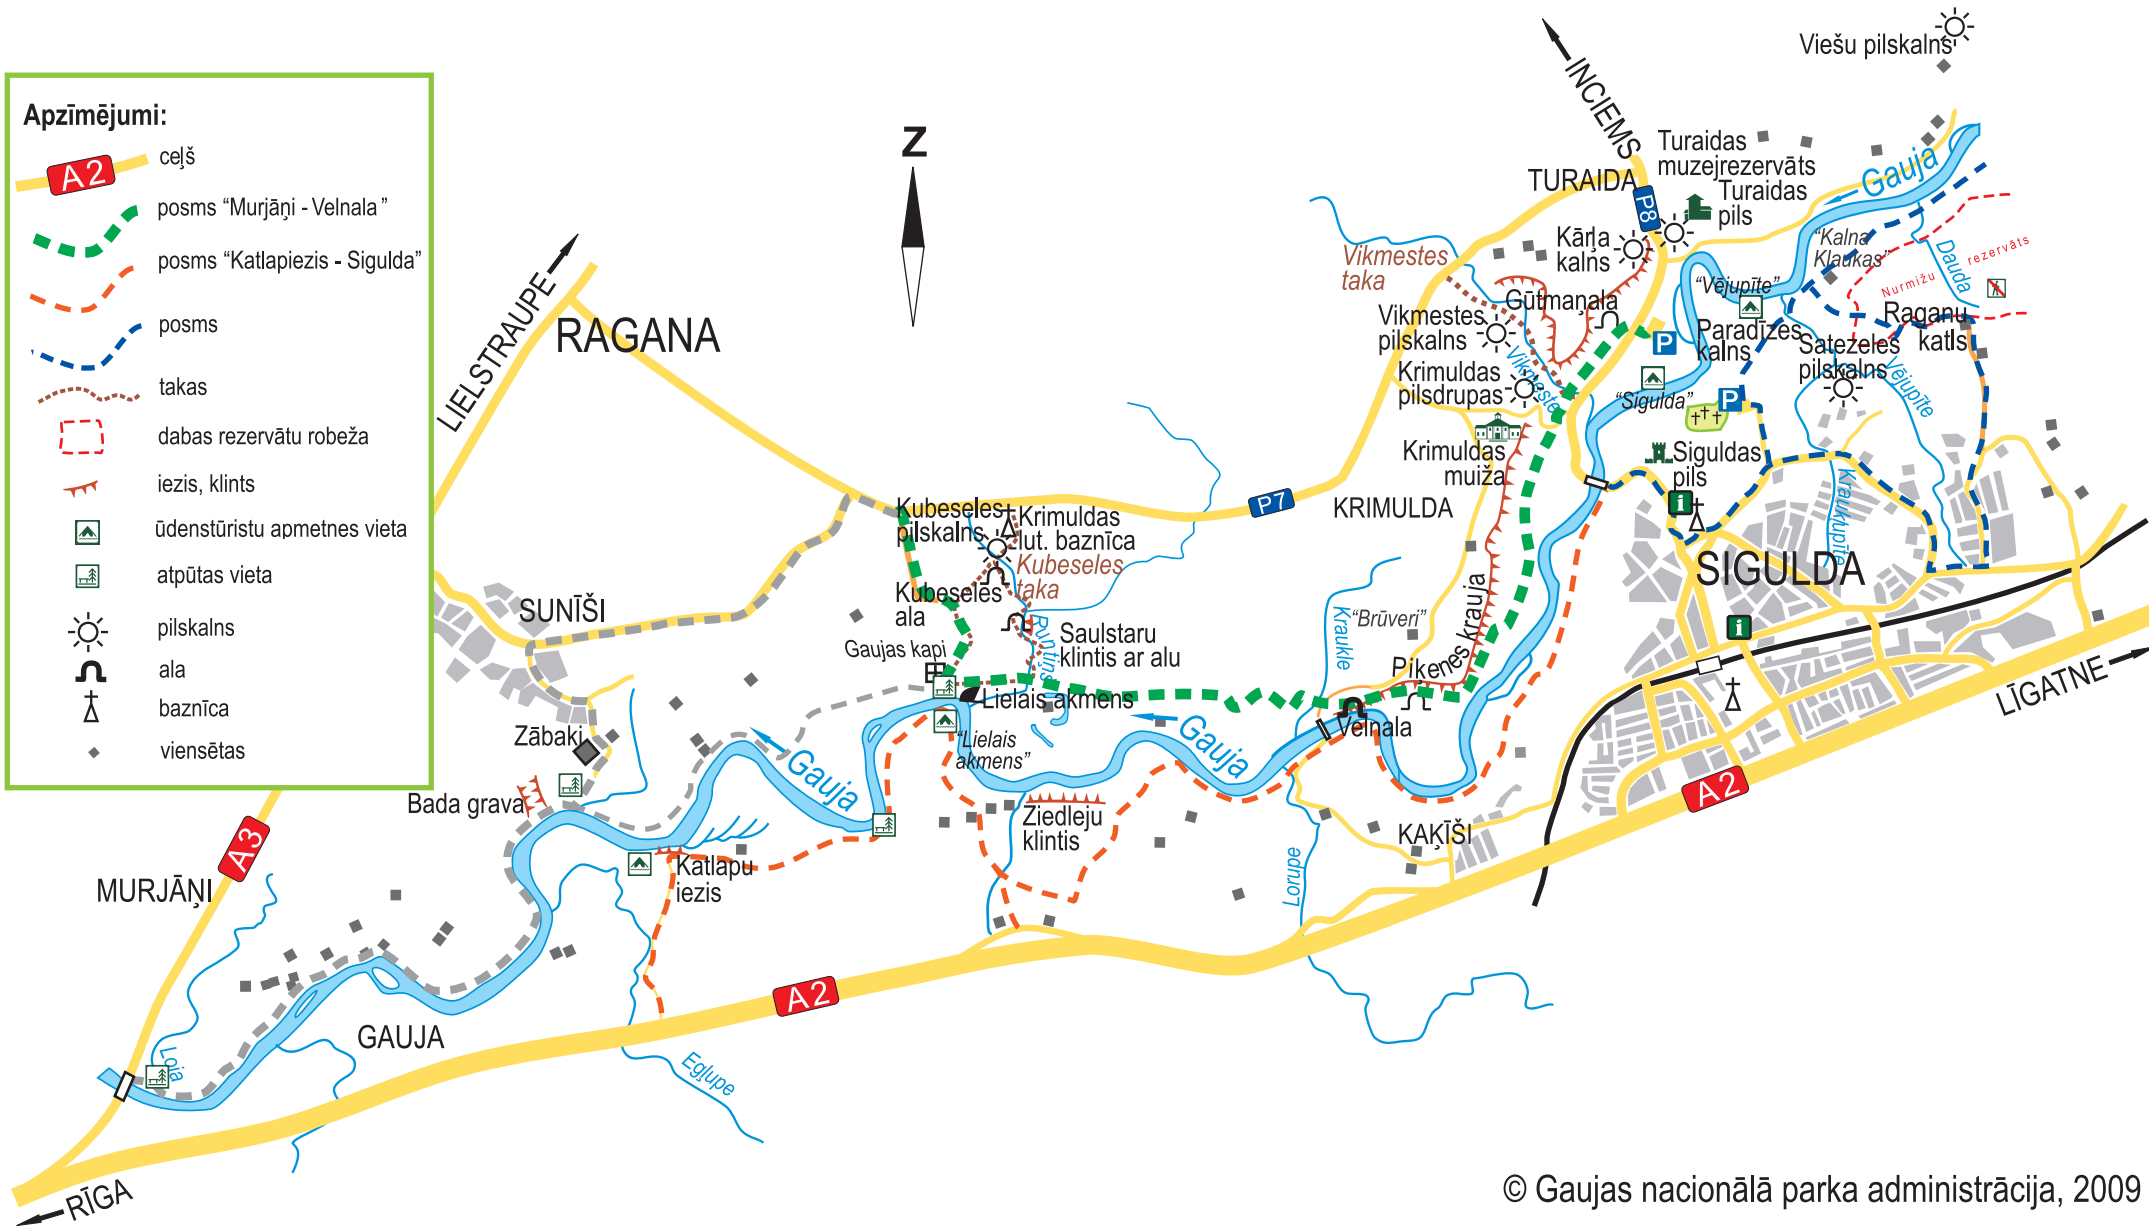 Apzīmējumi:
A2
ceļš
posms “Murjāņi - Velnala”
posms “Katlapiezis - Sigulda”
posms
takas
dabas rezervātu robeža
iezis, klints
ūdenstūristu apmetnes vieta
atpūtas vieta
pilskalns
ala
baznīca
viensētas
Z
LIELSTRAUPE
RAGANA
INCIEMS
TURAIDA
P8
Viešu pilskalns
Turaidas
muzejrezervāts
Turaidas
pils
Kārļa
kalns
Gauja
“Kalna
Klaukas”
Dauda
Nurmižu
rezervāts
Raganu
katls
Vikmestes
taka
Gūtmaņala
Vikmestes
pilskalns
Vikmeste
Krimuldas
pilsdrupas
Krimuldas
muiža
KRIMULDA
P
“Vējupīte”
Paradīzes
kalns
Satezeles
pilskalns
Vējupīte
“Sigulda”
P
Siguldas
pils
i
Krauķļupīte
SIGULDA
i
LĪGATNE
P7
Kubeseles
pilskalns
Krimuldas
lut. baznīca
Kubeseles
taka
Kubeseles
ala
Runtiņš
Saulstaru
klintis ar alu
Gaujas kapi
Lielais akmens
“Lielais
akmens”
SUNĪŠI
Zābaki
Bada grava
Gauja
Katlapu
iezis
Ziedleju
klintis
Gauja
Kraukle
“Brūveri”
Piķenes krauja
Velnala
KAĶĪŠI
Lorupe
A2
A3
MURJĀŅI
GAUJA
Loja
A2
Egļupe
RĪGA
© Gaujas nacionālā parka administrācija, 2009